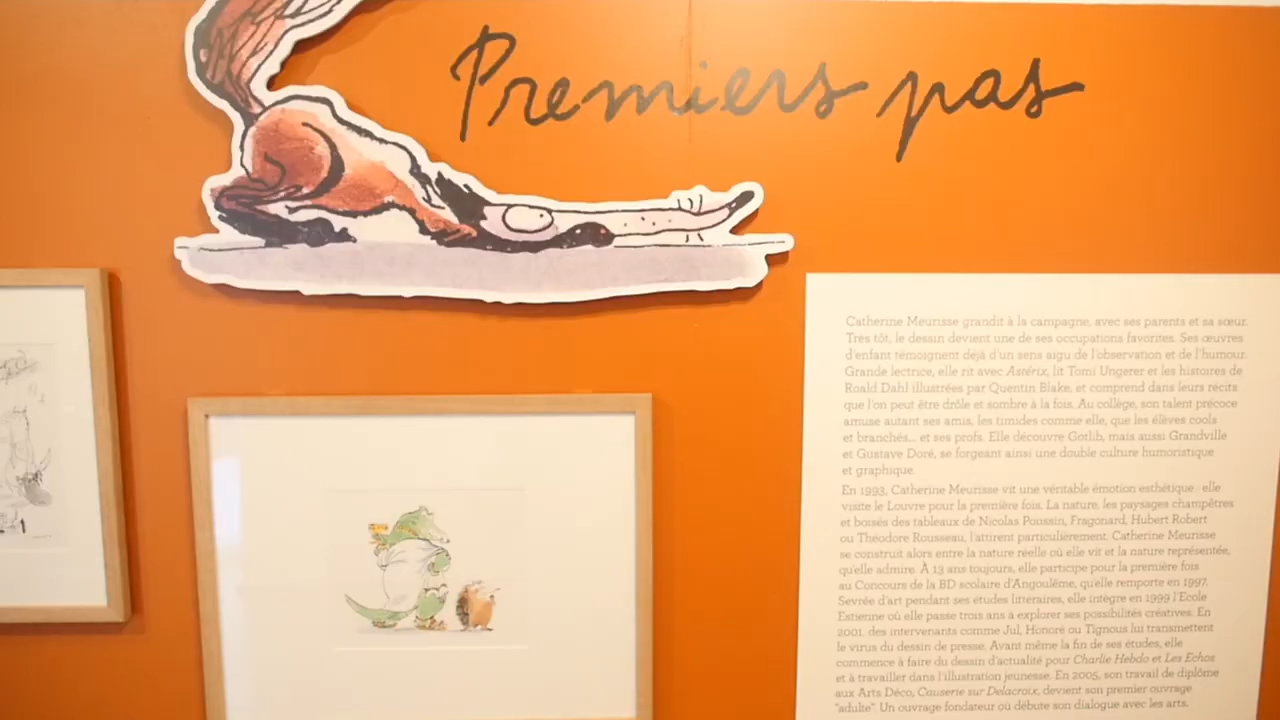 Premiers pas
Catherine Meurisse grandit à la campagne, avec ses parents et sa sœur.
Très tôt, le dessin devient une de ses occupations favorites. Ses œuvres
d'enfant témoignent déjà d'un sens aigu de l'observation et de l'humour.
Grande lectrice, elle rit avec Astérix, lit Tomi Ungerer et les histoires de
Roald Dahl illustrées par Quentin Blake, et comprend dans leurs récits
que l'on peut être drôle et sombre à la fois. Au collège, son talent précoce
amuse autant ses amis, les timides comme elle, que les élèves cools
et branchés... et ses profs. Elle découvre Gotlib, mais aussi Grandville
et Gustave Doré, se forgeant ainsi une double culture humoristique
et graphique.
En 1993, Catherine Meurisse vit une véritable émotion esthétique : elle
visite le Louvre pour la première fois. La nature, les paysages champêtres
et boisés des tableaux de Nicolas Poussin, Fragonard, Hubert Robert
ou Théodore Rousseau, l'attirent particulièrement. Catherine Meurisse
se construit alors entre la nature réelle où elle vit et la nature représentée,
qu'elle admire. À 13 ans toujours, elle participe pour la première fois
au Concours de la BD scolaire d'Angoulême, qu'elle remporte en 1997.
Sevrée d'art pendant ses études littéraires, elle intègre en 1999 l'Ecole
Estienne où elle passe trois ans à explorer ses possibilités créatives. En
2001, des intervenants comme Jul, Honoré ou Tignous lui transmettent
le virus du dessin de presse. Avant même la fin de ses études, elle
commence à faire du dessin d'actualité pour Charlie Hebdo et Les Echos
et à travailler dans l'illustration jeunesse. En 2005, son travail de diplôme
aux Arts Déco, Causerie sur Delacroix, devient son premier ouvrage
"adulte". Un ouvrage fondateur où débute son dialogue avec les arts.